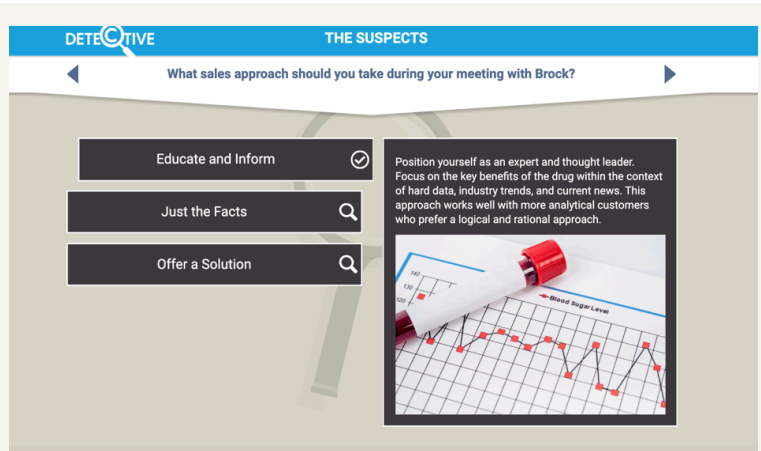 DETECTIVE
THE SUSPECTS
What sales approach should you take during your meeting with Brock?
Educate and Inform
Just the Facts
Offer a Solution
Position yourself as an expert and thought leader.
Focus on the key benefits of the drug within the context
of hard data, industry trends, and current news. This
approach works well with more analytical customers
who prefer a logical and rational approach.
140
130
120
Blood Sugar Level